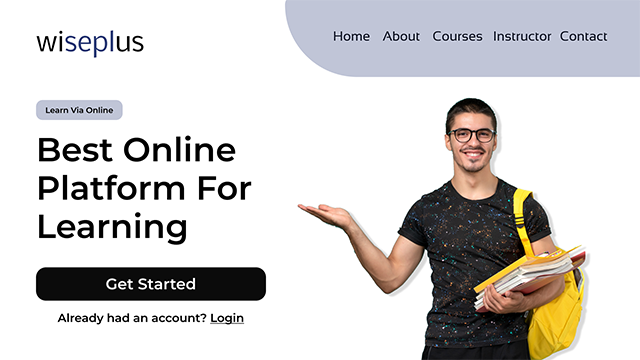 wiseplus
Home About Courses Instructor Contact
Learn Via Online
Best Online
Platform For
Learning
Get Started
Already had an account? Login